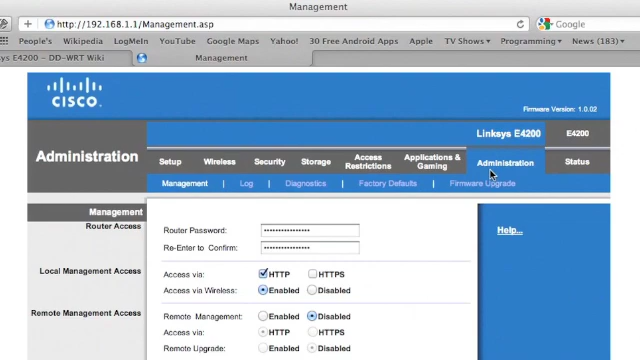 Management
http://192.168.1.1/Management.asp
Google
People's Wikipedia LogMeIn YouTube Google Maps Yahoo! 30 Free Android Apps Apple TV Shows Programming News (183)
sys E4200 – DD-WRT Wiki Management
CISCO
Firmware Version: 1.0.02
Linksys E4200 E4200
Administration
Setup Wireless Security Storage Access Restrictions Applications & Gaming Administration Status
Management | Log | Diagnostics | Factory Defaults | Firmware Upgrade
Management
Router Access
Router Password: ••••••••••••••••
Help...
Re-Enter to Confirm: ••••••••••••••••
Local Management Access
Access via: HTTP HTTPS
Access via Wireless: Enabled Disabled
Remote Management Access
Remote Management: Enabled Disabled
Access via: HTTP HTTPS
Remote Upgrade: Enabled Disabled